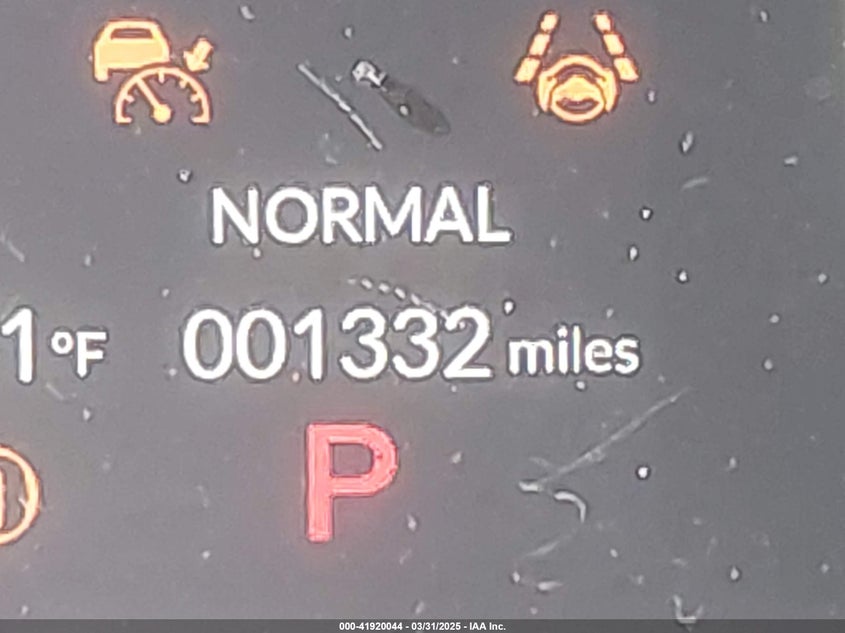 NORMAL
1°F 001332 miles
P
000-41920044 - 03/31/2025 - IAA Inc.